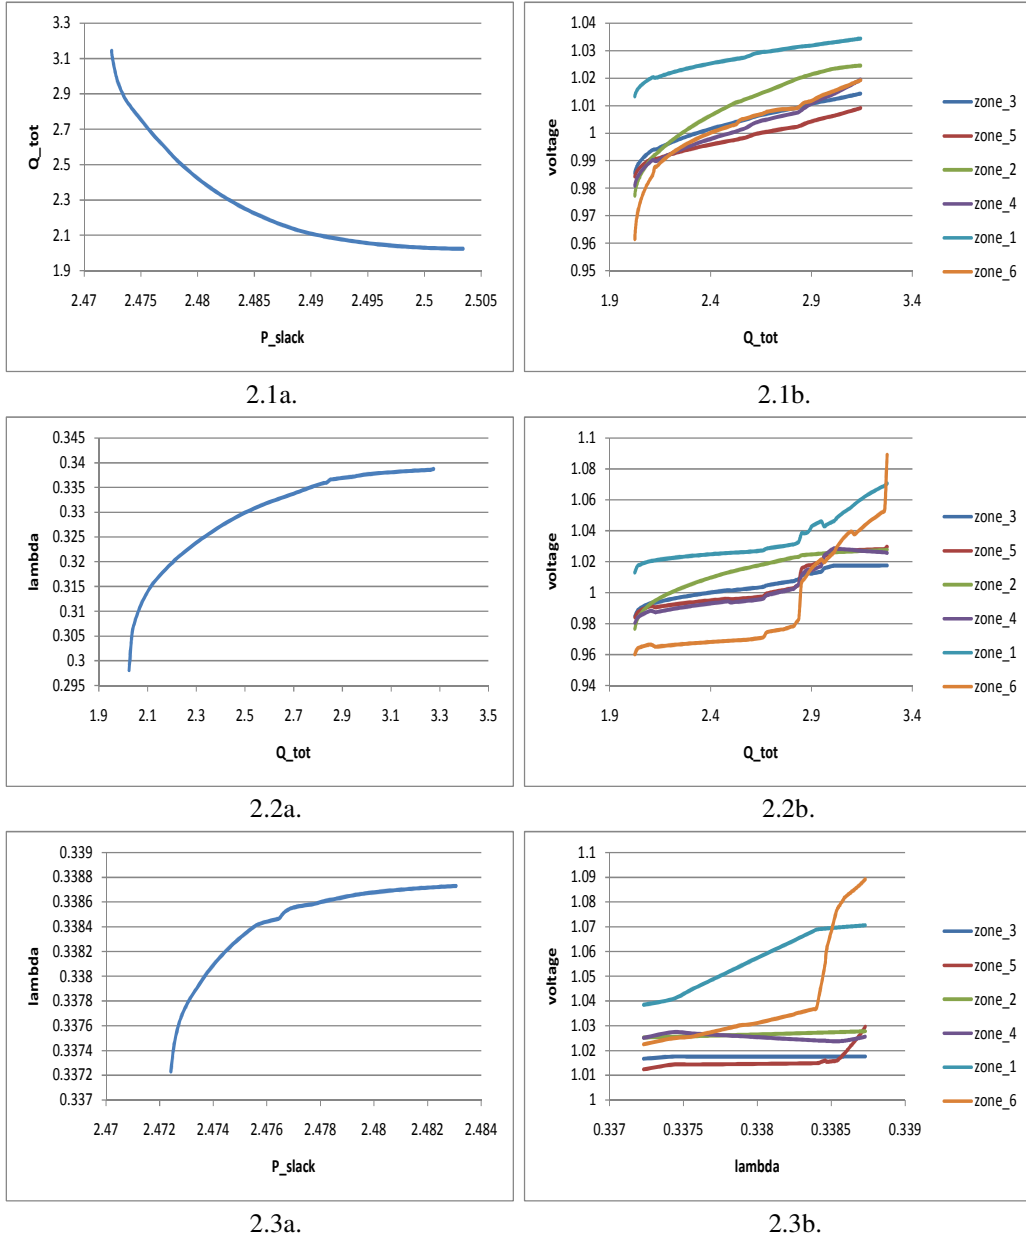 3.3
3.1
2.9
2.7
2.5
2.3
2.1
1.9
Q_tot
2.47 2.475 2.48 2.485 2.49 2.495 2.5 2.505
P_slack
1.04
1.03
1.02
1.01
1
0.99
0.98
0.97
0.96
0.95
voltage
1.9 2.4 2.9 3.4
Q_tot
zone_3
zone_5
zone_2
zone_4
zone_1
zone_6
2.1a.
2.1b.
0.345
0.34
0.335
0.33
0.325
0.32
0.315
0.31
0.305
0.3
0.295
lambda
1.9 2.1 2.3 2.5 2.7 2.9 3.1 3.3 3.5
Q_tot
1.1
1.08
1.06
1.04
1.02
1
0.98
0.96
0.94
voltage
1.9 2.4 2.9 3.4
Q_tot
zone_3
zone_5
zone_2
zone_4
zone_1
zone_6
2.2a.
2.2b.
0.339
0.3388
0.3386
0.3384
0.3382
0.338
0.3378
0.3376
0.3374
0.3372
0.337
lambda
2.47 2.472 2.474 2.476 2.478 2.48 2.482 2.484
P_slack
1.1
1.09
1.08
1.07
1.06
1.05
1.04
1.03
1.02
1.01
1
voltage
0.337 0.3375 0.338 0.3385 0.339
lambda
zone_3
zone_5
zone_2
zone_4
zone_1
zone_6
2.3a.
2.3b.